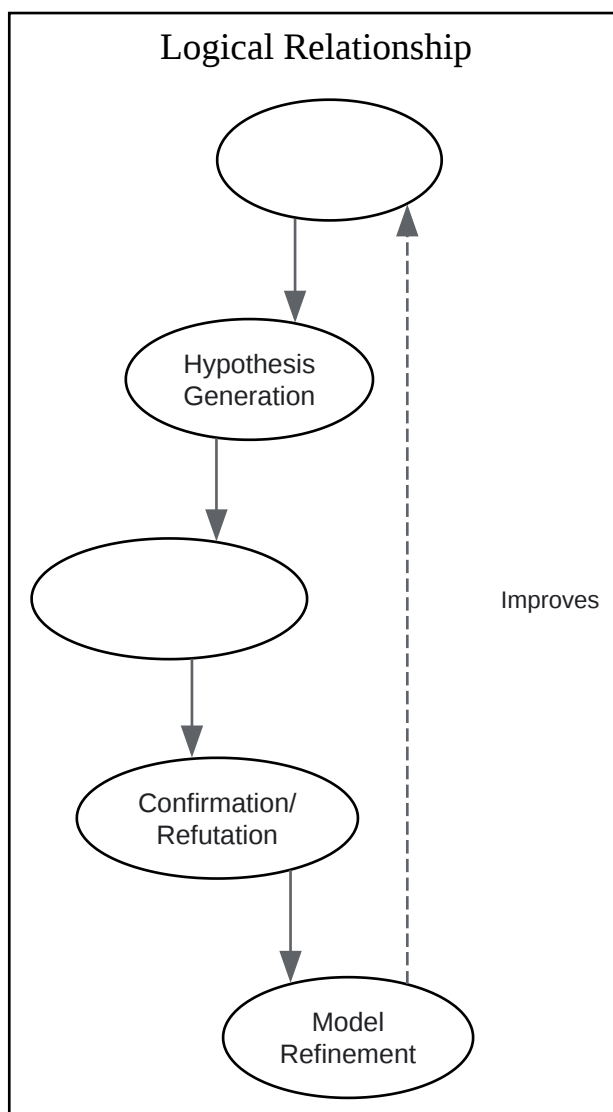 Logical Relationship
Hypothesis
Generation
Improves
Confirmation/
Refutation
Model
Refinement